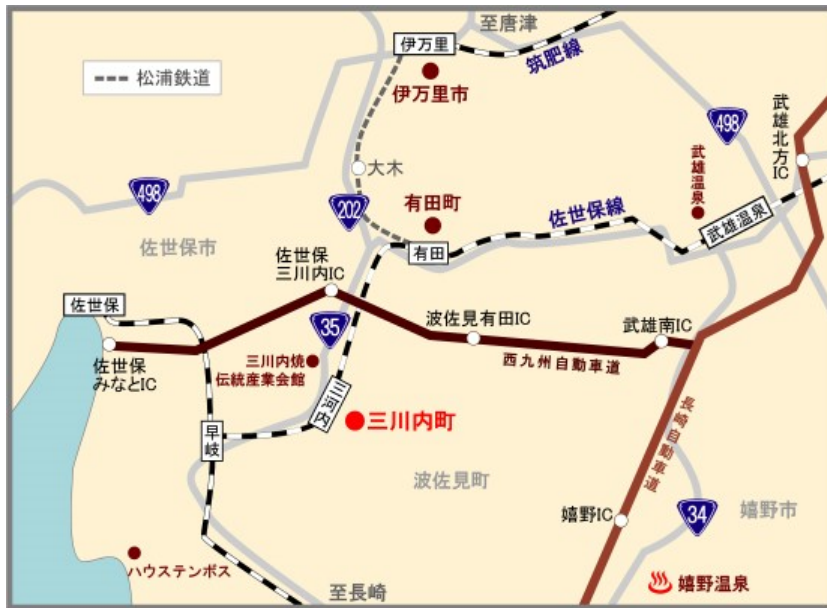 至唐津
伊万里
筑肥線
松浦鉄道
伊万里市
武雄北方IC
498
大木
武雄温泉
498
202
有田町
佐世保線
武雄温泉
佐世保市
有田
佐世保
三川内IC
佐世保
35
波佐見有田IC
武雄南IC
佐世保
みなとIC
三川内焼
伝統産業会館
西九州自動車道
三河内
三川内町
早岐
長崎自動車道
波佐見町
嬉野IC
34
嬉野市
ハウステンボス
至長崎
嬉野温泉